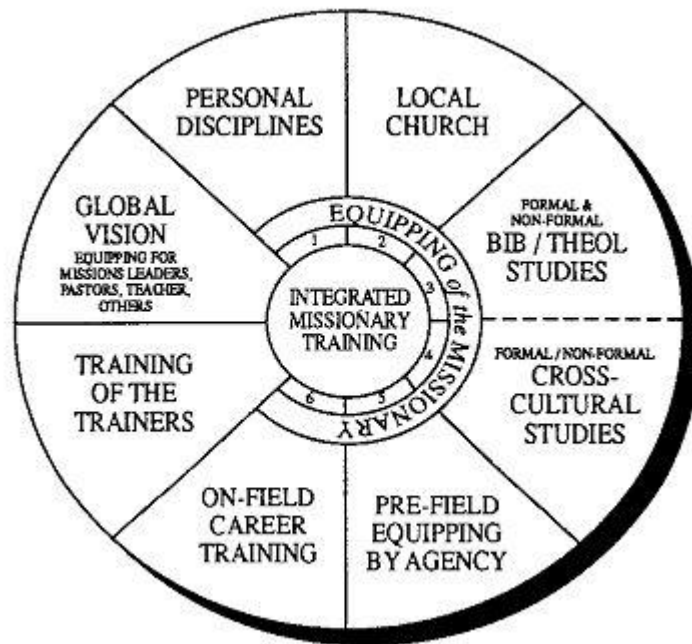 PERSONAL
DISCIPLINES
LOCAL
CHURCH
FORMAL &
NON-FORMAL
BIB / THEOL
STUDIES
FORMAL / NON-FORMAL
CROSS-
CULTURAL
STUDIES
PRE-FIELD
EQUIPPING
BY AGENCY
ON-FIELD
CAREER
TRAINING
TRAINING
OF THE
TRAINERS
GLOBAL
VISION
EQUIPPING FOR
MISSIONS LEADERS,
PASTORS, TEACHER,
OTHERS
EQUIPPING of the MISSIONARY
1
2
3
4
5
6
INTEGRATED
MISSIONARY
TRAINING